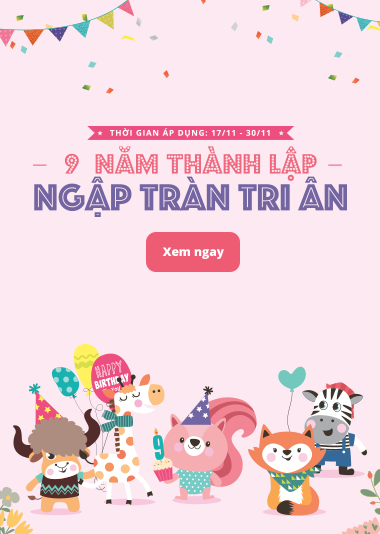 THỜI GIAN ÁP DỤNG: 17/11 - 30/11
9 NĂM THÀNH LẬP
NGẬP TRÀN TRI ÂN
Xem ngay
HAPPY
BIRTHDAY
9